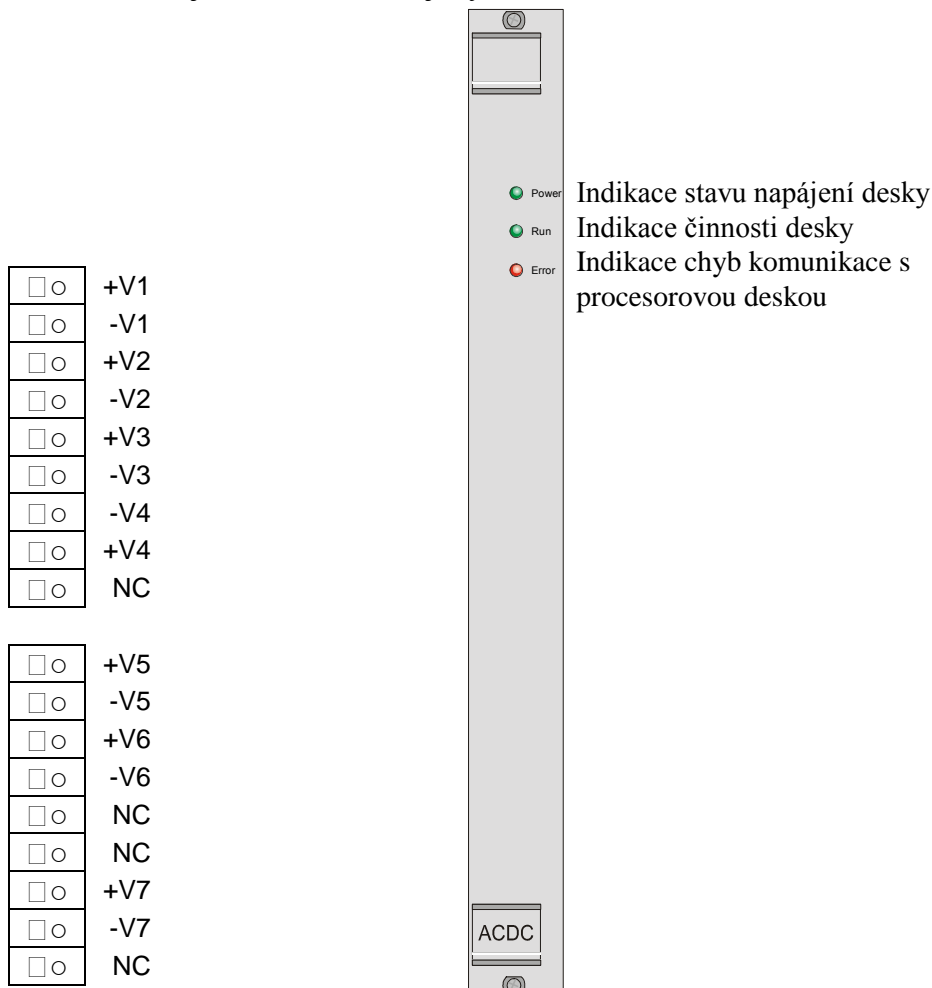 Power
Indikace stavu napájení desky
Run
Indikace činnosti desky
Error
Indikace chyb komunikace s
procesorovou deskou
+V1
-V1
+V2
-V2
+V3
-V3
-V4
+V4
NC
+V5
-V5
+V6
-V6
NC
NC
+V7
-V7
NC
ACDC